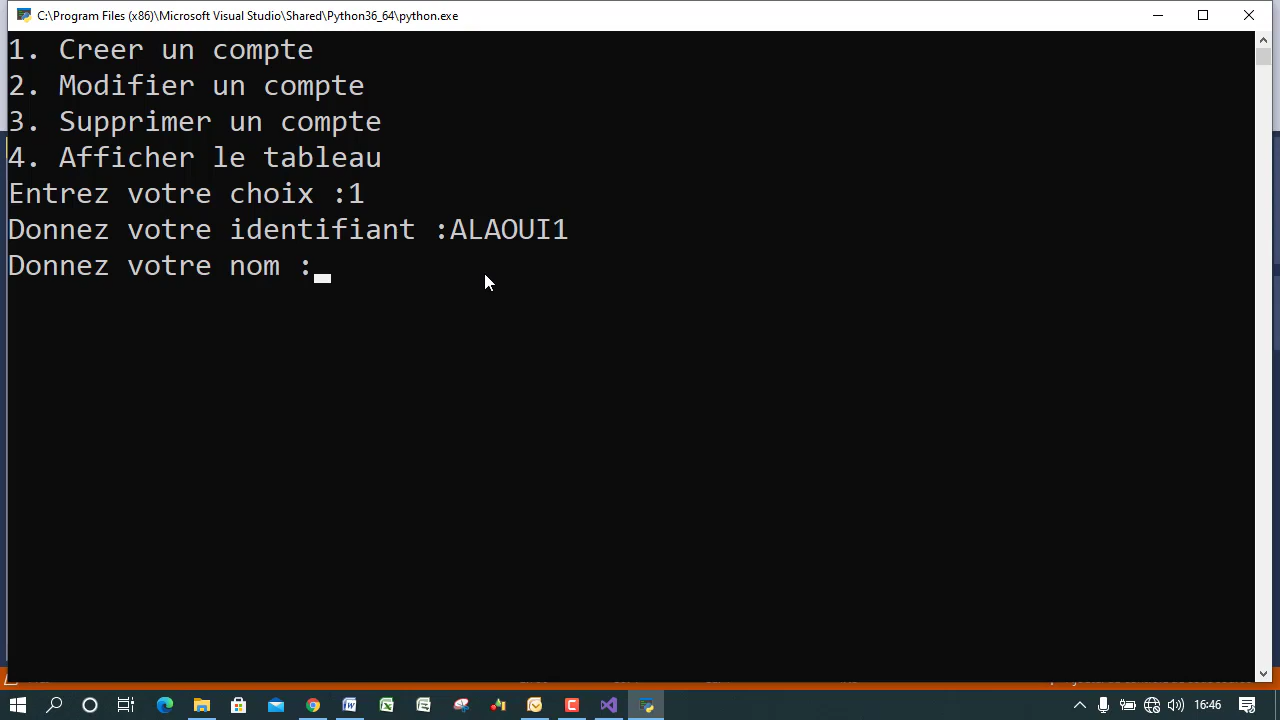 C:\Program Files (x86)\Microsoft Visual Studio\Shared\Python36_64\python.exe
1. Creer un compte
2. Modifier un compte
3. Supprimer un compte
4. Afficher le tableau
Entrez votre choix :1
Donnez votre identifiant :ALAOUI1
Donnez votre nom :
16:46